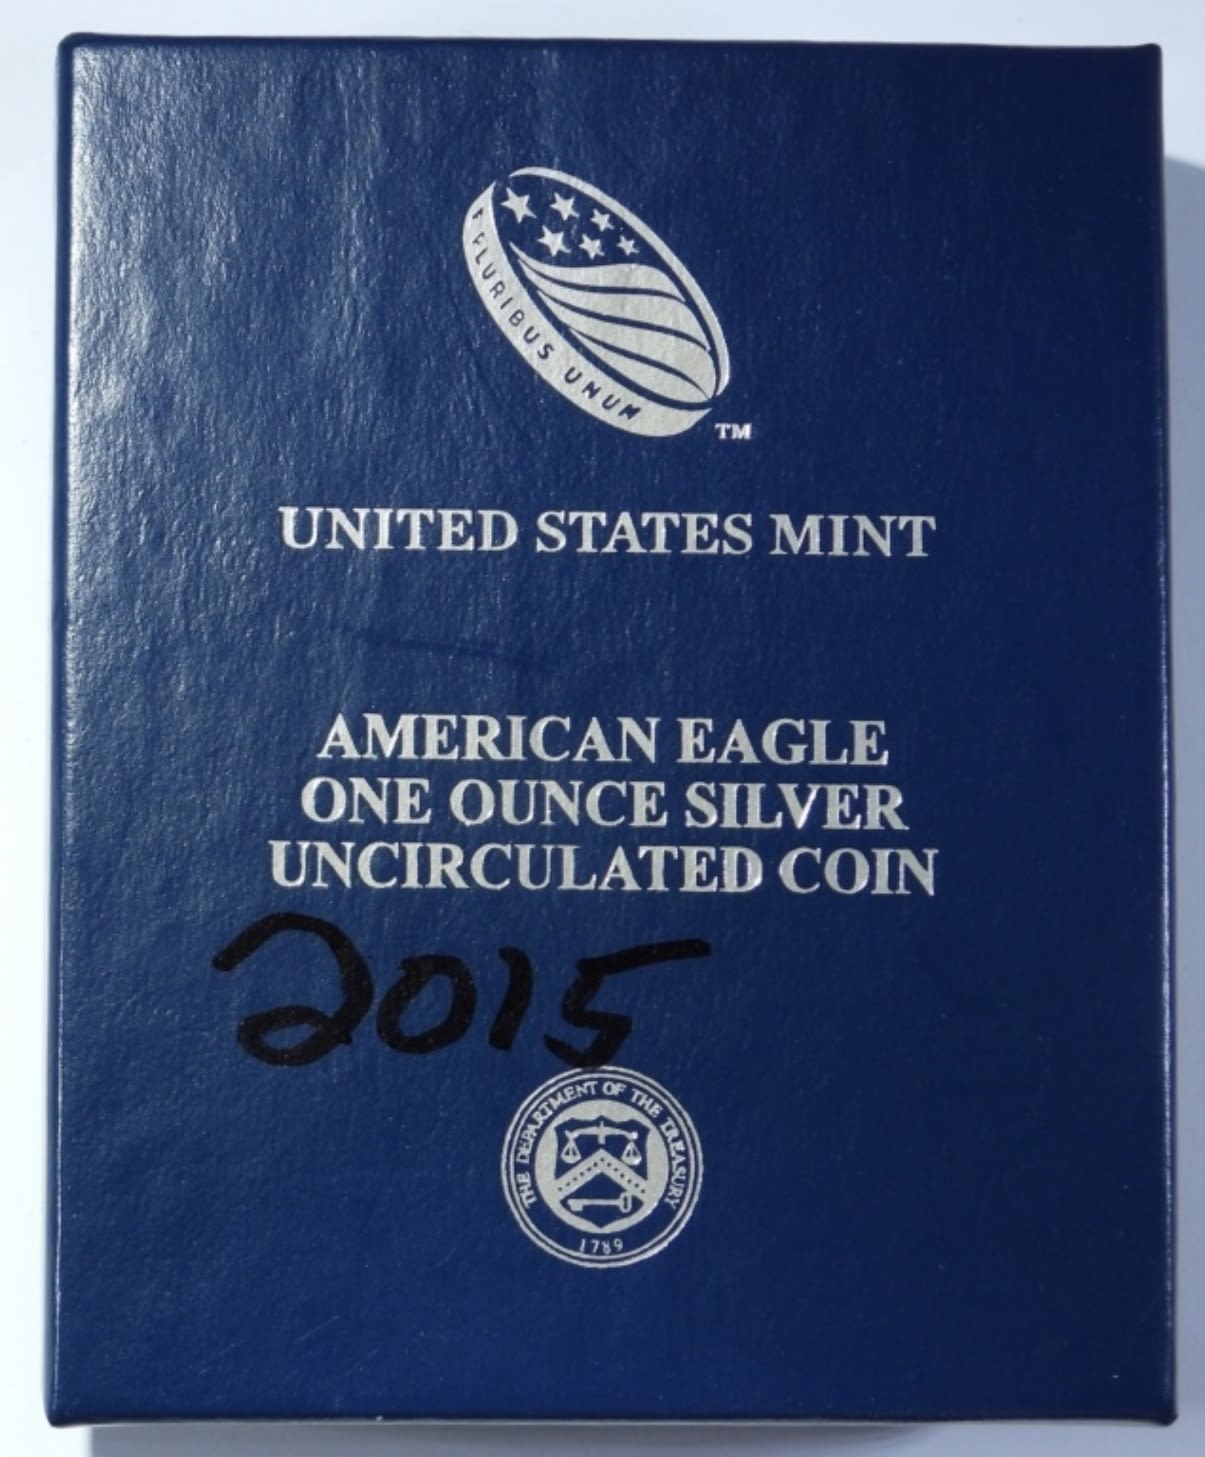 E PLURIBUS UNUM
TM
UNITED STATES MINT
AMERICAN EAGLE
ONE OUNCE SILVER
UNCIRCULATED COIN
2015
THE DEPARTMENT OF THE TREASURY
1789